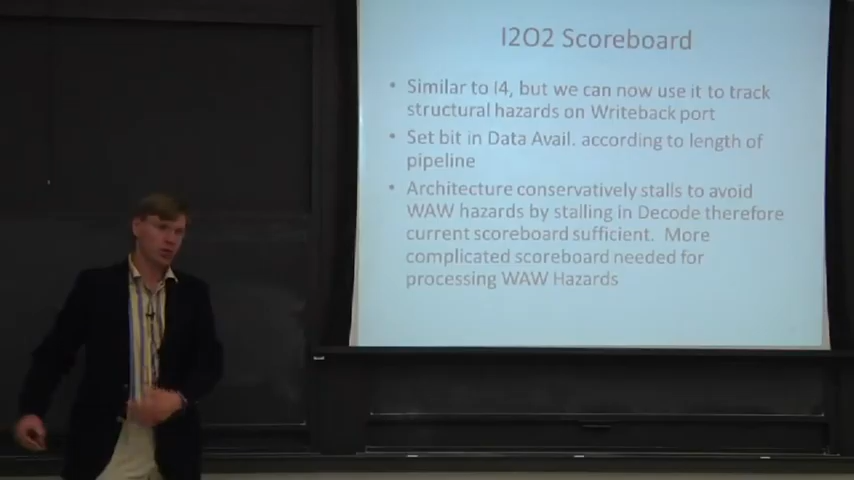 I2O2 Scoreboard
• Similar to I4, but we can now use it to track
structural hazards on Writeback port
• Set bit in Data Avail. according to length of
pipeline
• Architecture conservatively stalls to avoid
WAW hazards by stalling in Decode therefore
current scoreboard sufficient. More
complicated scoreboard needed for
processing WAW Hazards